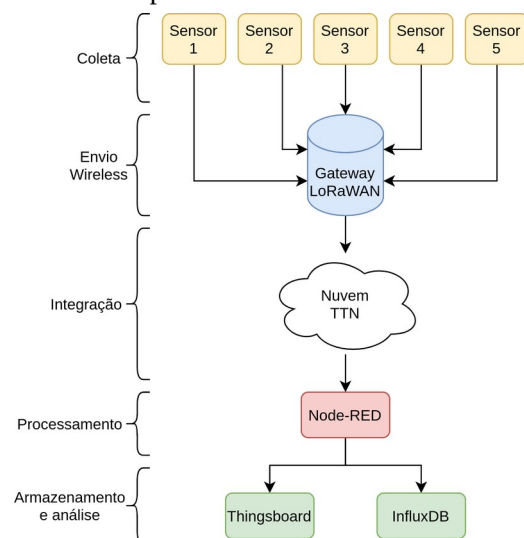 Sensor
1
Sensor
2
Sensor
3
Sensor
4
Sensor
5
Coleta
Envio
Wireless
Gateway
LoRaWAN
Integração
Nuvem
TTN
Processamento
Node-RED
Armazenamento
e análise
Thingsboard
InfluxDB